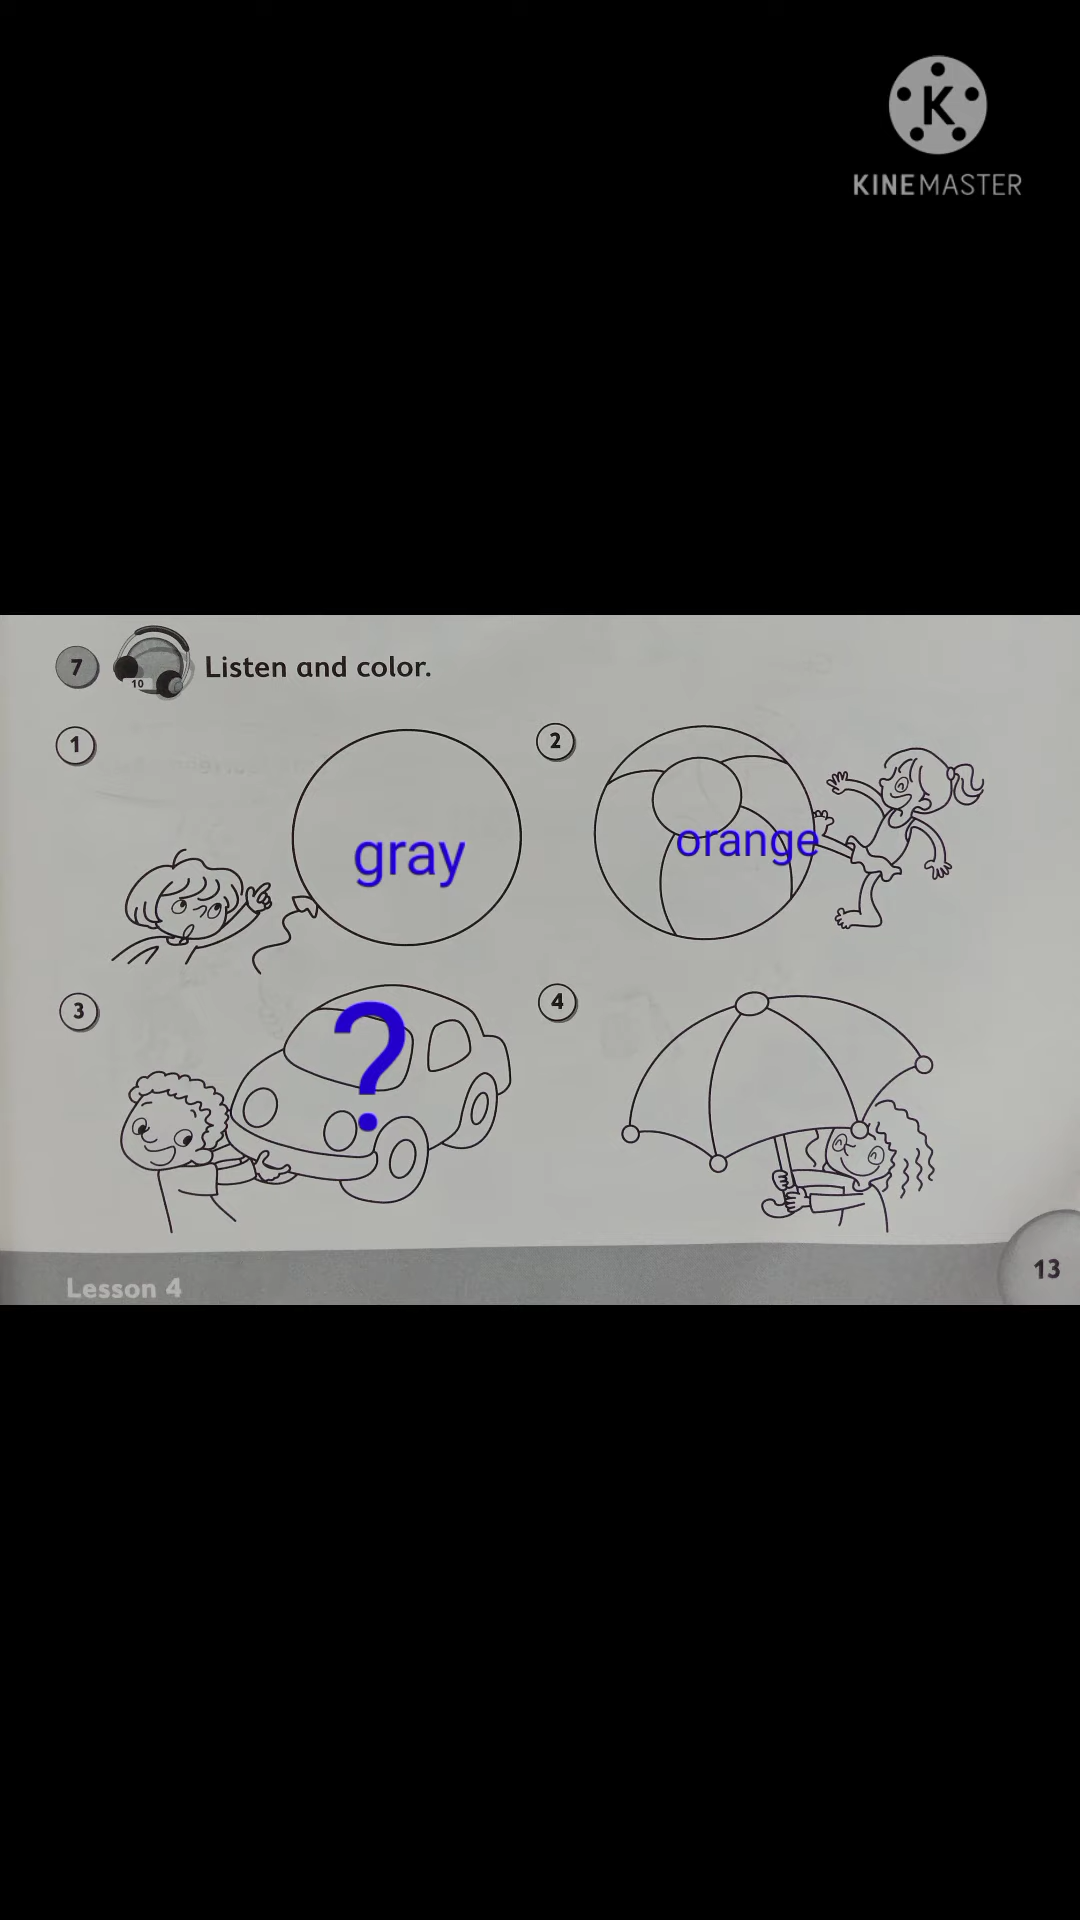 K
KINEMASTER
7
10
Listen and color.
1
gray
2
orange
3
?
4
Lesson 4
13